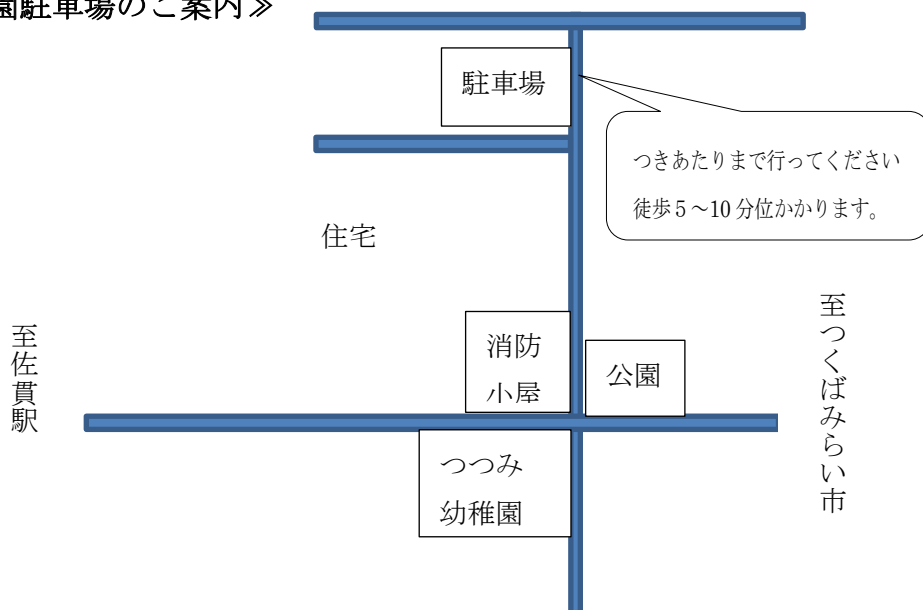 園駐車場のご案内≫
駐車場
つきあたりまで行ってください
徒歩5～10分位かかります。
住宅
至つくばみらい市
至佐貫駅
消防
小屋
公園
つつみ
幼稚園